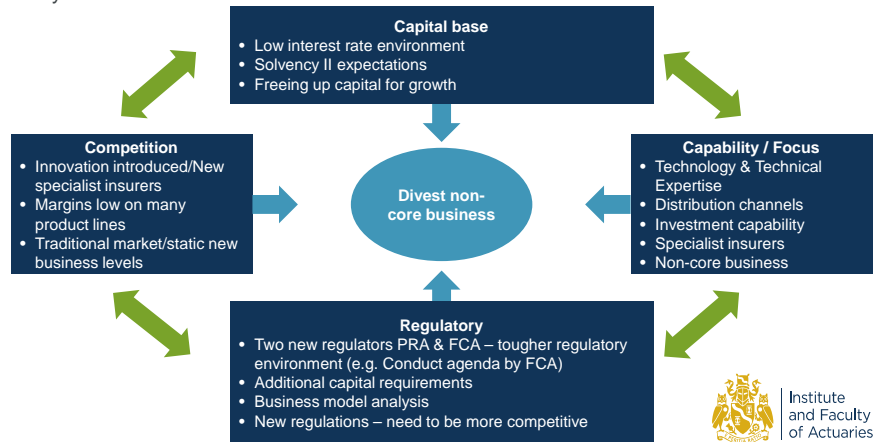 Capital base
• Low interest rate environment
• Solvency II expectations
• Freeing up capital for growth
Competition
• Innovation introduced/New
specialist insurers
• Margins low on many
product lines
• Traditional market/static new
business levels
Divest non-
core business
Capability / Focus
• Technology & Technical
Expertise
• Distribution channels
• Investment capability
• Specialist insurers
• Non-core business
Regulatory
• Two new regulators PRA & FCA – tougher regulatory
environment (e.g. Conduct agenda by FCA)
• Additional capital requirements
• Business model analysis
• New regulations – need to be more competitive
Institute
and Faculty
of Actuaries